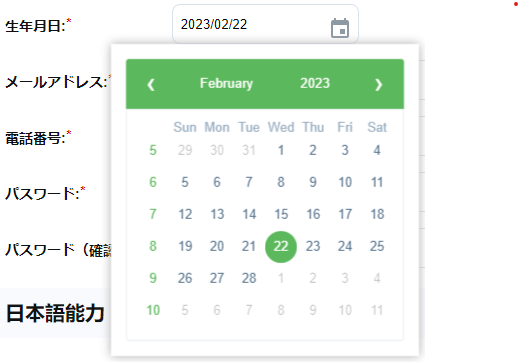 生年月日:*
2023/02/22
❮ February 2023 ❯
メールアドレス:*
Sun Mon Tue Wed Thu Fri Sat
5 29 30 31 1 2 3 4
電話番号:*
6 5 6 7 8 9 10 11
パスワード:*
7 12 13 14 15 16 17 18
パスワード（確認
8 19 20 21 22 23 24 25
9 26 27 28 1 2 3 4
日本語能力
10 5 6 7 8 9 10 11